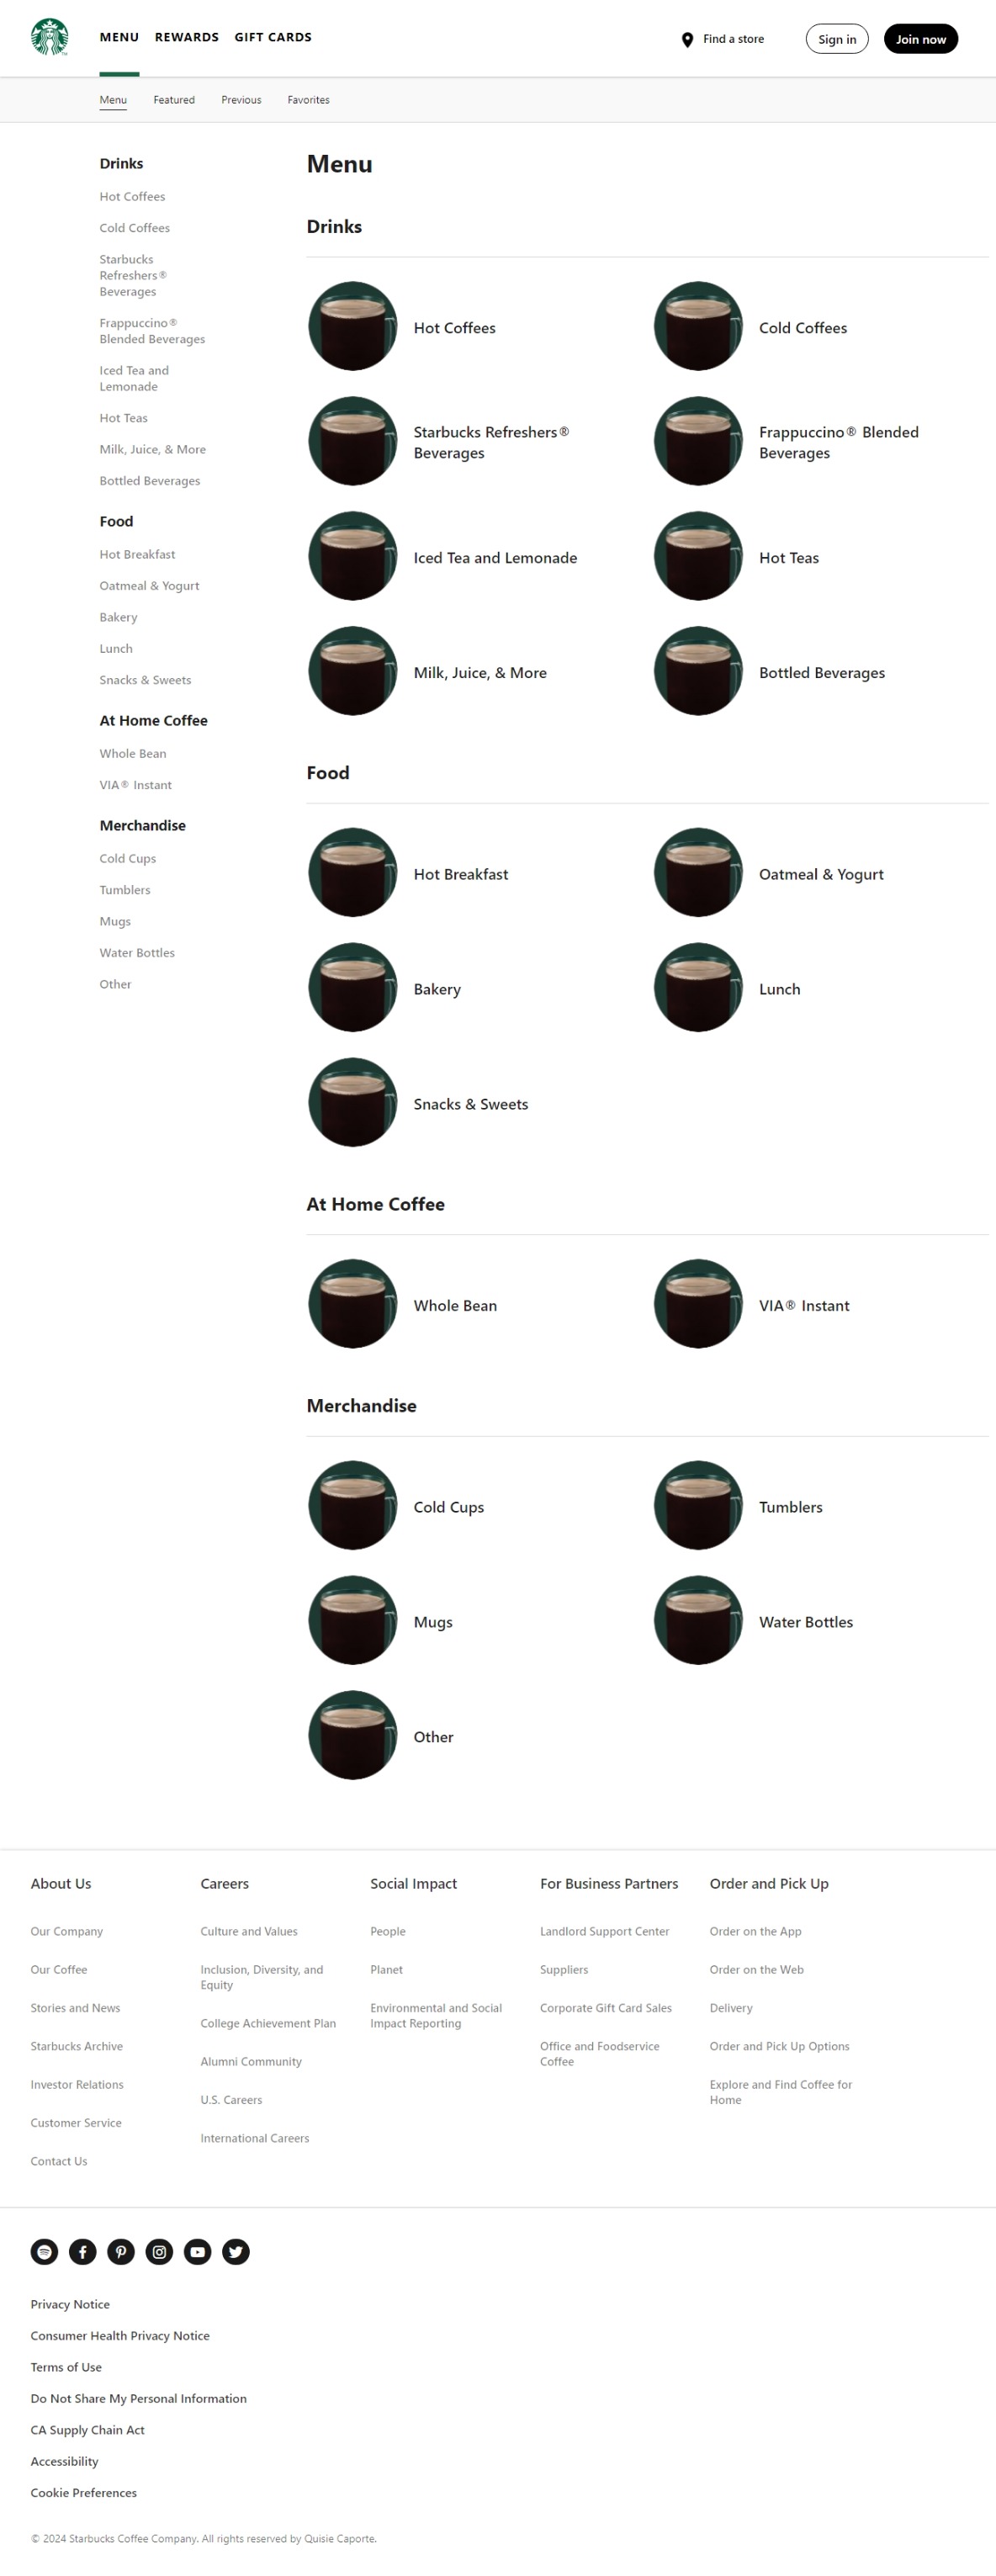 MENU REWARDS GIFT CARDS Find a store Sign in Join now
Menu Featured Previous Favorites
Drinks
Hot Coffees
Cold Coffees
Starbucks
Refreshers®
Beverages
Frappuccino®
Blended Beverages
Iced Tea and
Lemonade
Hot Teas
Milk, Juice, & More
Bottled Beverages
Food
Hot Breakfast
Oatmeal & Yogurt
Bakery
Lunch
Snacks & Sweets
At Home Coffee
Whole Bean
VIA® Instant
Merchandise
Cold Cups
Tumblers
Mugs
Water Bottles
Other
Menu
Drinks
Hot Coffees
Cold Coffees
Starbucks Refreshers®
Beverages
Frappuccino® Blended
Beverages
Iced Tea and Lemonade
Hot Teas
Milk, Juice, & More
Bottled Beverages
Food
Hot Breakfast
Oatmeal & Yogurt
Bakery
Lunch
Snacks & Sweets
At Home Coffee
Whole Bean
VIA® Instant
Merchandise
Cold Cups
Tumblers
Mugs
Water Bottles
Other
About Us
Our Company
Our Coffee
Stories and News
Starbucks Archive
Investor Relations
Customer Service
Contact Us
Careers
Culture and Values
Inclusion, Diversity, and
Equity
College Achievement Plan
Alumni Community
U.S. Careers
International Careers
Social Impact
People
Planet
Environmental and Social
Impact Reporting
For Business Partners
Landlord Support Center
Suppliers
Corporate Gift Card Sales
Office and Foodservice
Coffee
Order and Pick Up
Order on the App
Order on the Web
Delivery
Order and Pick Up Options
Explore and Find Coffee for
Home
Privacy Notice
Consumer Health Privacy Notice
Terms of Use
Do Not Share My Personal Information
CA Supply Chain Act
Accessibility
Cookie Preferences
© 2024 Starbucks Coffee Company. All rights reserved by Quisie Caporte.